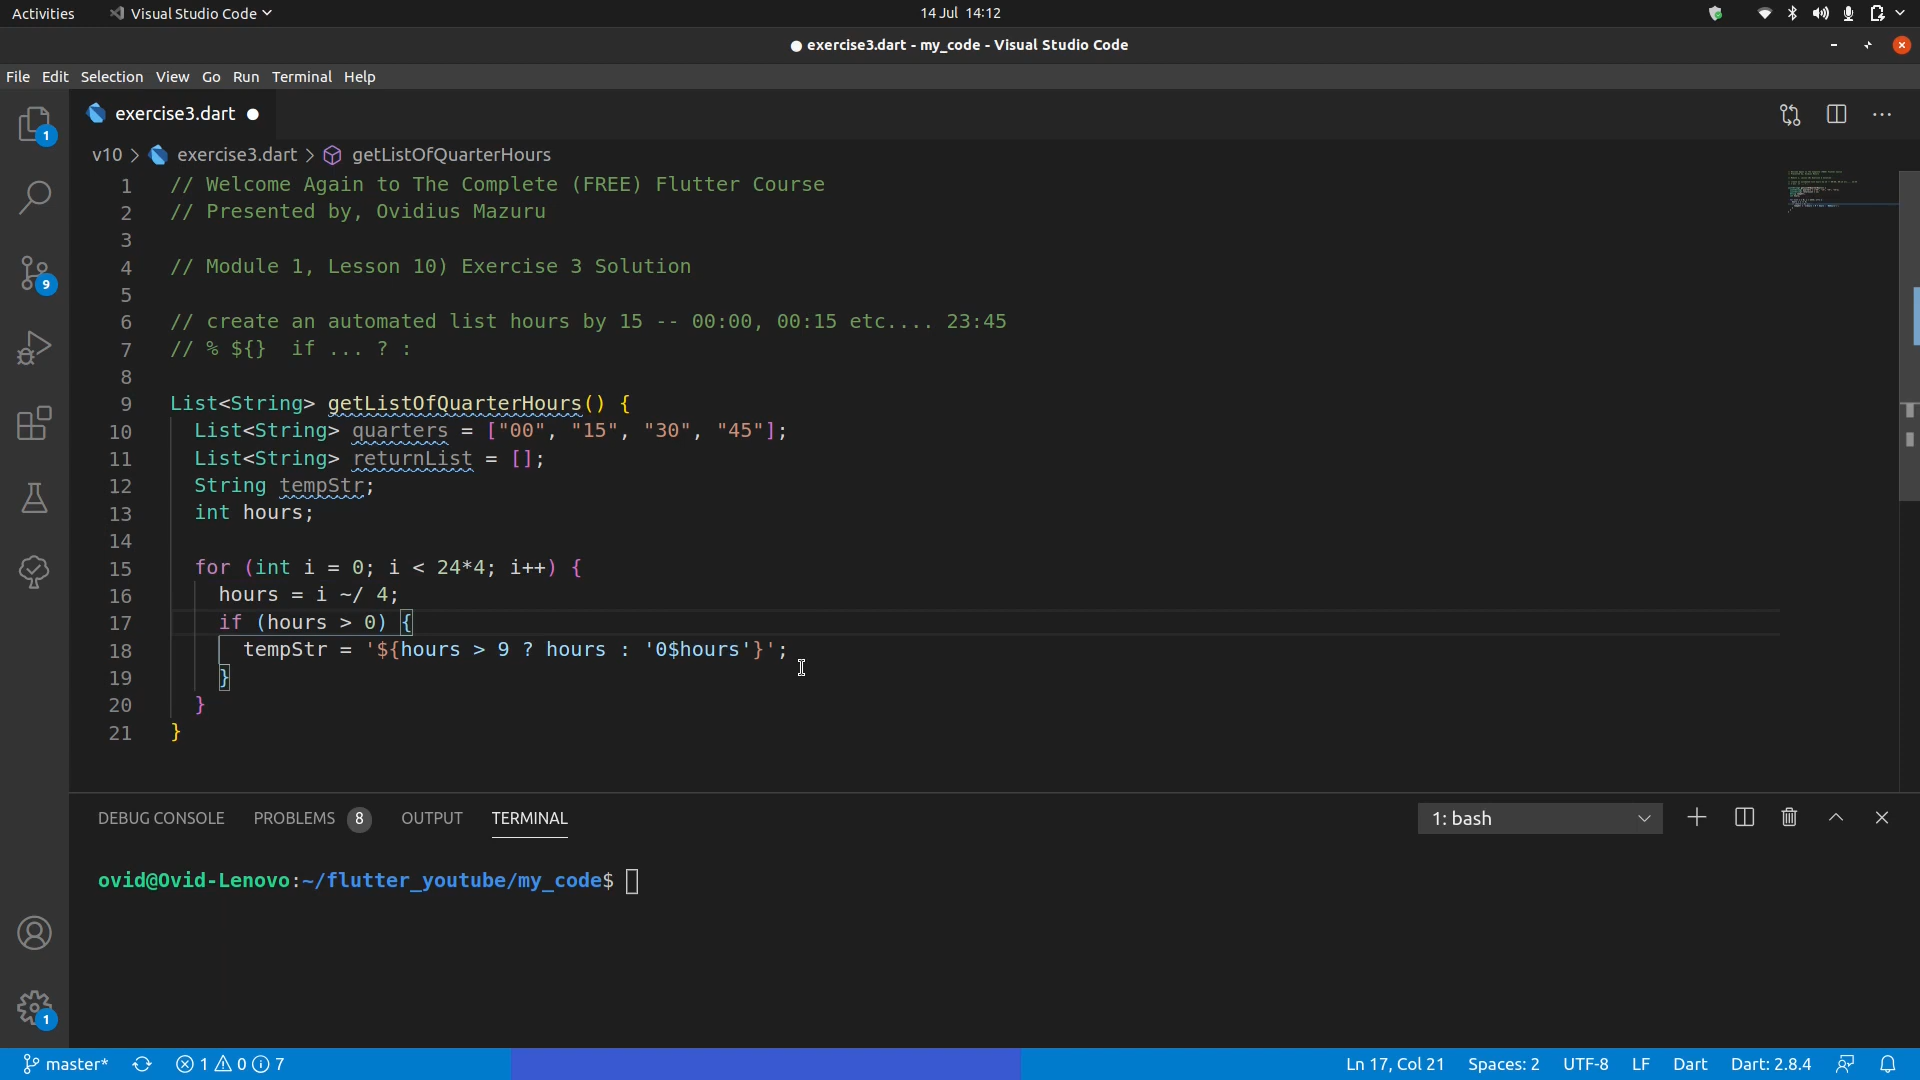 Activities Visual Studio Code 14 Jul 14:12
● exercise3.dart - my_code - Visual Studio Code
File Edit Selection View Go Run Terminal Help
exercise3.dart ●
v10 > exercise3.dart > getListOfQuarterHours
1 // Welcome Again to The Complete (FREE) Flutter Course
2 // Presented by, Ovidius Mazuru
3
4 // Module 1, Lesson 10) Exercise 3 Solution
5
6 // create an automated list hours by 15 -- 00:00, 00:15 etc.... 23:45
7 // % ${}  if ... ? :
8
9 List<String> getListOfQuarterHours() {
10   List<String> quarters = ["00", "15", "30", "45"];
11   List<String> returnList = [];
12   String tempStr;
13   int hours;
14
15   for (int i = 0; i < 24*4; i++) {
16     hours = i ~/ 4;
17     if (hours > 0) {
18       tempStr = '${hours > 9 ? hours : '0$hours'}';
19     }
20   }
21 }
DEBUG CONSOLE PROBLEMS 8 OUTPUT TERMINAL 1: bash
ovid@Ovid-Lenovo:~/flutter_youtube/my_code$
1
9
1
master* 1 0 7 Ln 17, Col 21 Spaces: 2 UTF-8 LF Dart Dart: 2.8.4